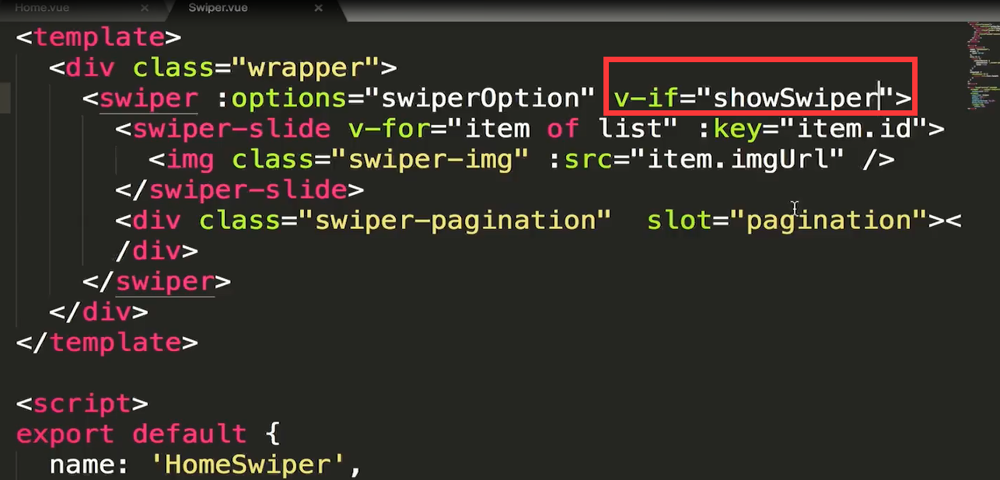 Home.vue × Swiper.vue ×
<template>
  <div class="wrapper">
    <swiper :options="swiperOption" v-if="showSwiper">
      <swiper-slide v-for="item of list" :key="item.id">
        <img class="swiper-img" :src="item.imgUrl" />
      </swiper-slide>
      <div class="swiper-pagination"  slot="pagination"><
      /div>
    </swiper>
  </div>
</template>

<script>
export default {
  name: 'HomeSwiper',